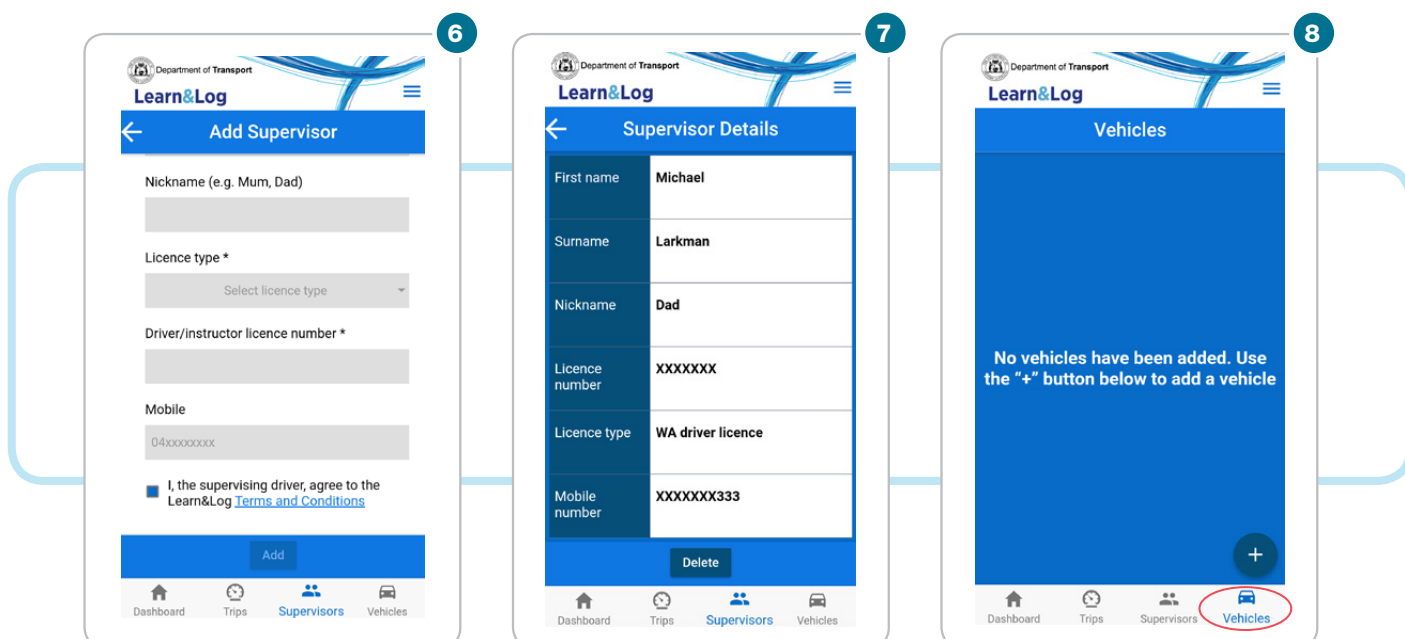 6
Department of Transport
Learn&Log
Add Supervisor
Nickname (e.g. Mum, Dad)
Licence type *
Select licence type
Driver/instructor licence number *
Mobile
04xxxxxxxx
I, the supervising driver, agree to the
Learn&Log Terms and Conditions
Add
Dashboard Trips Supervisors Vehicles
7
Department of Transport
Learn&Log
Supervisor Details
First name Michael
Surname Larkman
Nickname Dad
Licence
number XXXXXXX
Licence type WA driver licence
Mobile
number XXXXXXX333
Delete
Dashboard Trips Supervisors Vehicles
8
Department of Transport
Learn&Log
Vehicles
No vehicles have been added. Use
the "+" button below to add a vehicle
+
Dashboard Trips Supervisors Vehicles